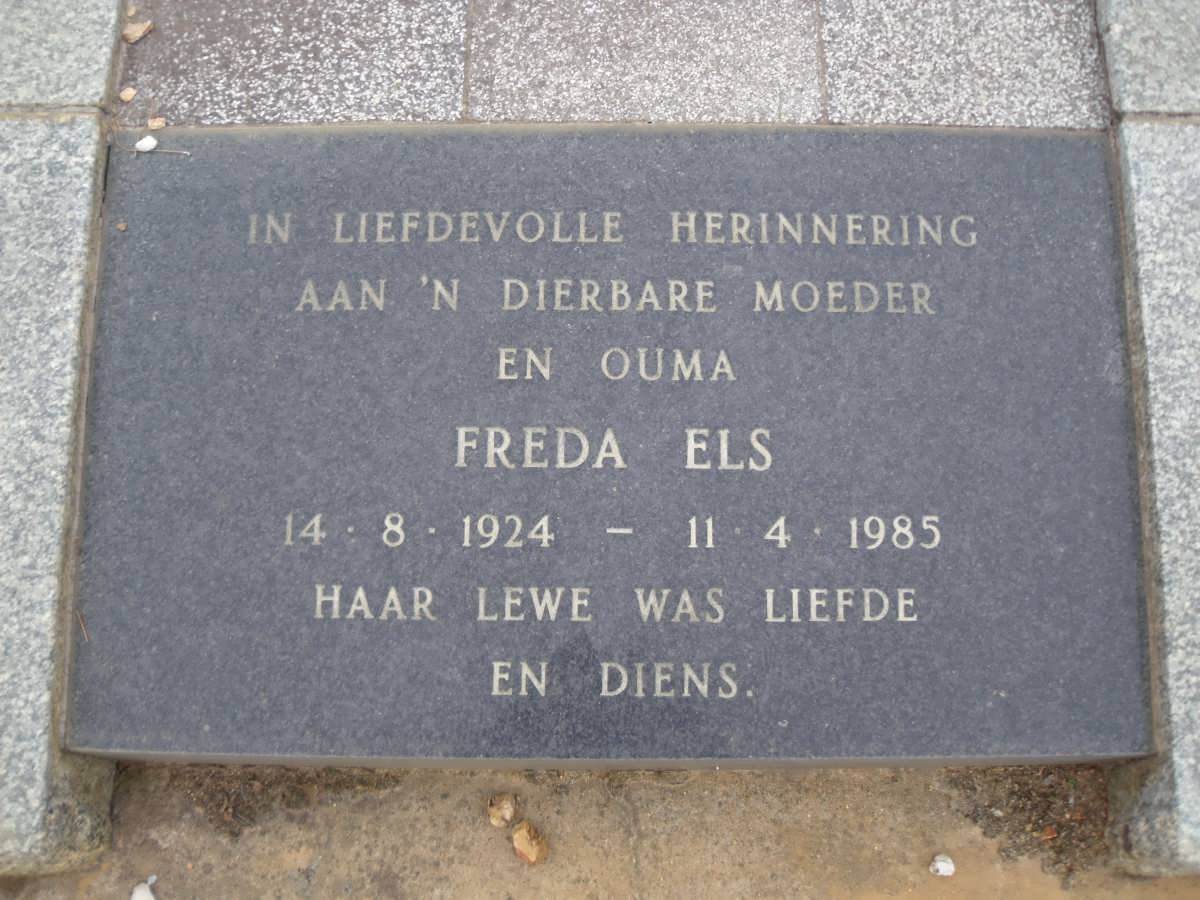 IN LIEFDEVOLLE HERINNERING
AAN 'N DIERBARE MOEDER
EN OUMA
FREDA ELS
14 · 8 · 1924 – 11 · 4 · 1985
HAAR LEWE WAS LIEFDE
EN DIENS.